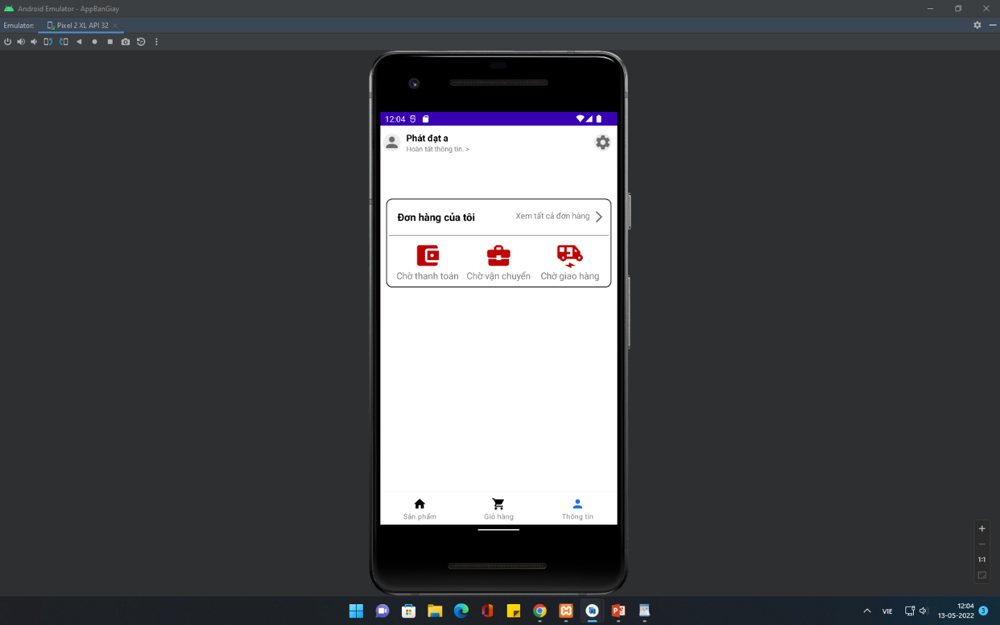 Android Emulator - AppBanGiay
Emulator: Pixel 2 XL API 32
12:04
Phát đạt a
Hoàn tất thông tin. >
Đơn hàng của tôi
Xem tất cả đơn hàng
Chờ thanh toán Chờ vận chuyển Chờ giao hàng
Sản phẩm Giỏ hàng Thông tin
1:1
VIE
12:04
13-05-2022
3